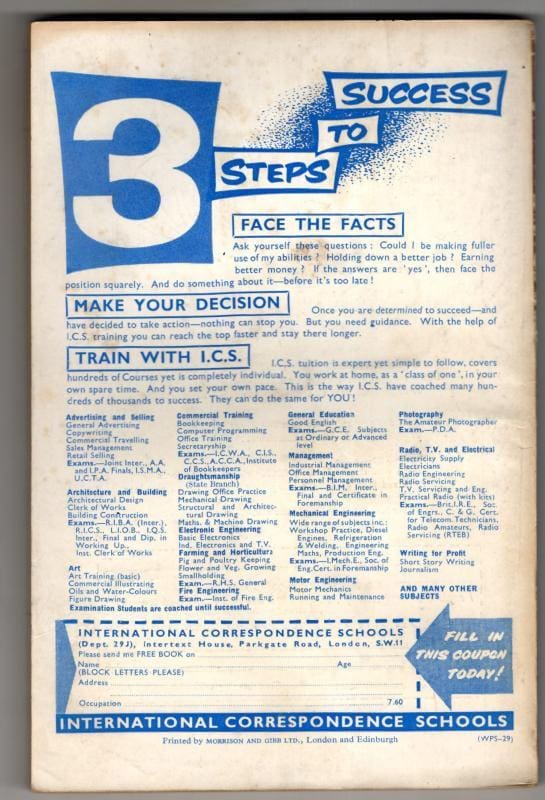 3
STEPS
TO
SUCCESS
FACE THE FACTS
Ask yourself these questions : Could I be making fuller
use of my abilities ? Holding down a better job ? Earning
better money ? If the answers are 'yes', then face the
position squarely. And do something about it—before it's too late !
MAKE YOUR DECISION
Once you are determined to succeed—and
have decided to take action—nothing can stop you. But you need guidance. With the help of
I.C.S. training you can reach the top faster and stay there longer.
TRAIN WITH I.C.S.
I.C.S. tuition is expert yet simple to follow, covers
hundreds of Courses yet is completely individual. You work at home, as a 'class of one', in your
own spare time. And you set your own pace. This is the way I.C.S. have coached many hun-
dreds of thousands to success. They can do the same for YOU !
Advertising and Selling
General Advertising
Copywriting
Commercial Travelling
Sales Management
Retail Selling
Exams.—Joint Inter., A.A.
and I.P.A. Finals, I.S.M.A.,
U.C.T.A.
Architecture and Building
Architectural Design
Clerk of Works
Building Construction
Exams.—R.I.B.A. (Inter.),
R.I.C.S., L.I.O.B., I.Q.S.
Inter., Final and Dip. in
Working Up.,
Inst. Clerk of Works
Art
Art Training (basic)
Commercial Illustrating
Oils and Water-Colours
Figure Drawing
Commercial Training
Bookkeeping
Computer Programming
Office Training
Secretaryship
Exams.—I.C.W.A., C.I.S.,
C.C.S., A.C.C.A., Institute
of Bookkeepers
Draughtsmanship
(State Branch)
Drawing Office Practice
Mechanical Drawing
Structural and Architec-
tural Drawing
Maths. & Machine Drawing
Electronic Engineering
Basic Electronics
Ind. Electronics and T.V.
Farming and Horticulture
Pig and Poultry Keeping
Flower and Veg. Growing
Smallholding
Exam.—R.H.S. General
Fire Engineering
Exam.—Inst. of Fire Eng.
General Education
Good English
Exams.—G.C.E. Subjects
at Ordinary or Advanced
level
Management
Industrial Management
Office Management
Personnel Management
Exams.—B.I.M. Inter.,
Final and Certificate in
Foremanship
Mechanical Engineering
Wide range of subjects inc.:
Workshop Practice, Diesel
Engines, Refrigeration
& Welding, Engineering
Maths, Production Eng.
Exams.—I.Mech.E., Soc. of
Eng. Cert. in Foremanship
Motor Engineering
Motor Mechanics
Running and Maintenance
Photography
The Amateur Photographer
Exam.—P.D.A.
Radio, T.V. and Electrical
Electricity Supply
Electricians
Radio Engineering
Radio Servicing
T.V. Servicing and Eng.
Practical Radio (with kits)
Exams.—Brit.I.R.E., Soc.
of Engrs., C. & G. Cert.
for Telecom. Technicians,
Radio Amateurs, Radio
Servicing (RTEB)
Writing for Profit
Short Story Writing
Journalism
AND MANY OTHER
SUBJECTS
Examination Students are coached until successful.
INTERNATIONAL CORRESPONDENCE SCHOOLS
(Dept. 29J), Intertext House, Parkgate Road, London, S.W.11
Please send me FREE BOOK on
Name Age
(BLOCK LETTERS PLEASE)
Address
Occupation 7.60
FILL IN
THIS COUPON
TODAY!
INTERNATIONAL CORRESPONDENCE SCHOOLS
Printed by MORRISON AND GIBB LTD., London and Edinburgh
(WPS-29)